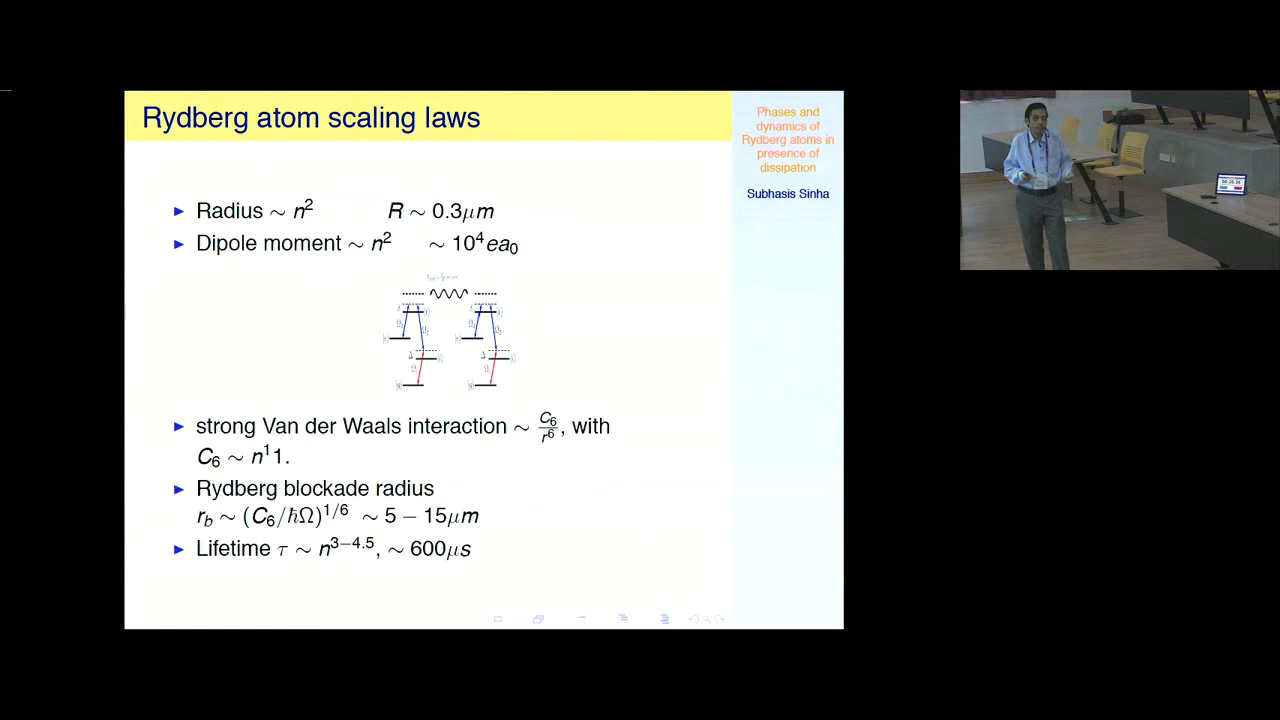 Rydberg atom scaling laws
Radius ∼ n² R ∼ 0.3μm
Dipole moment ∼ n² ∼ 10⁴ea₀
strong Van der Waals interaction ∼ C₆/r⁶, with
C₆ ∼ n¹1.
Rydberg blockade radius
r_b ∼ (C₆/ℏΩ)^1/6 ∼ 5 − 15μm
Lifetime τ ∼ n^3−4.5, ∼ 600μs
Phases and
dynamics of
Rydberg atoms in
presence of
dissipation
Subhasis Sinha